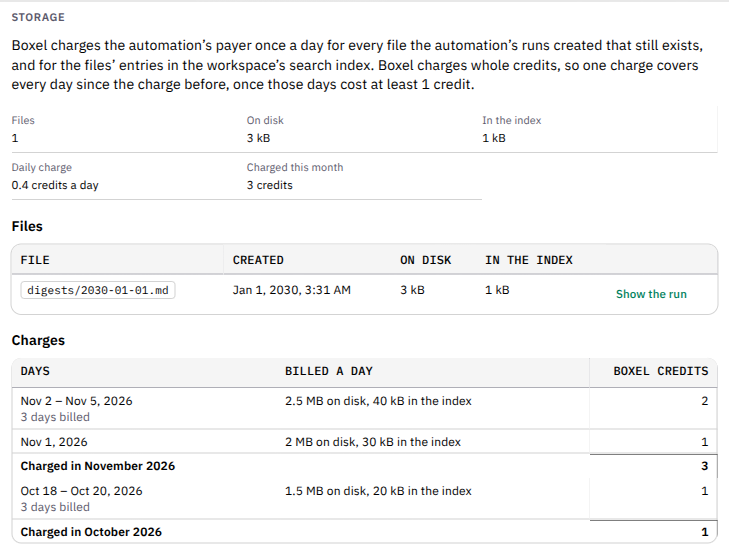 STORAGE
Boxel charges the automation’s payer once a day for every file the automation’s runs created that still exists,
and for the files’ entries in the workspace’s search index. Boxel charges whole credits, so one charge covers
every day since the charge before, once those days cost at least 1 credit.
Files On disk In the index
1 3 kB 1 kB
Daily charge Charged this month
0.4 credits a day 3 credits
Files
FILE CREATED ON DISK IN THE INDEX
digests/2030-01-01.md Jan 1, 2030, 3:31 AM 3 kB 1 kB Show the run
Charges
DAYS BILLED A DAY BOXEL CREDITS
Nov 2 – Nov 5, 2026 2.5 MB on disk, 40 kB in the index 2
3 days billed
Nov 1, 2026 2 MB on disk, 30 kB in the index 1
Charged in November 2026 3
Oct 18 – Oct 20, 2026 1.5 MB on disk, 20 kB in the index 1
3 days billed
Charged in October 2026 1